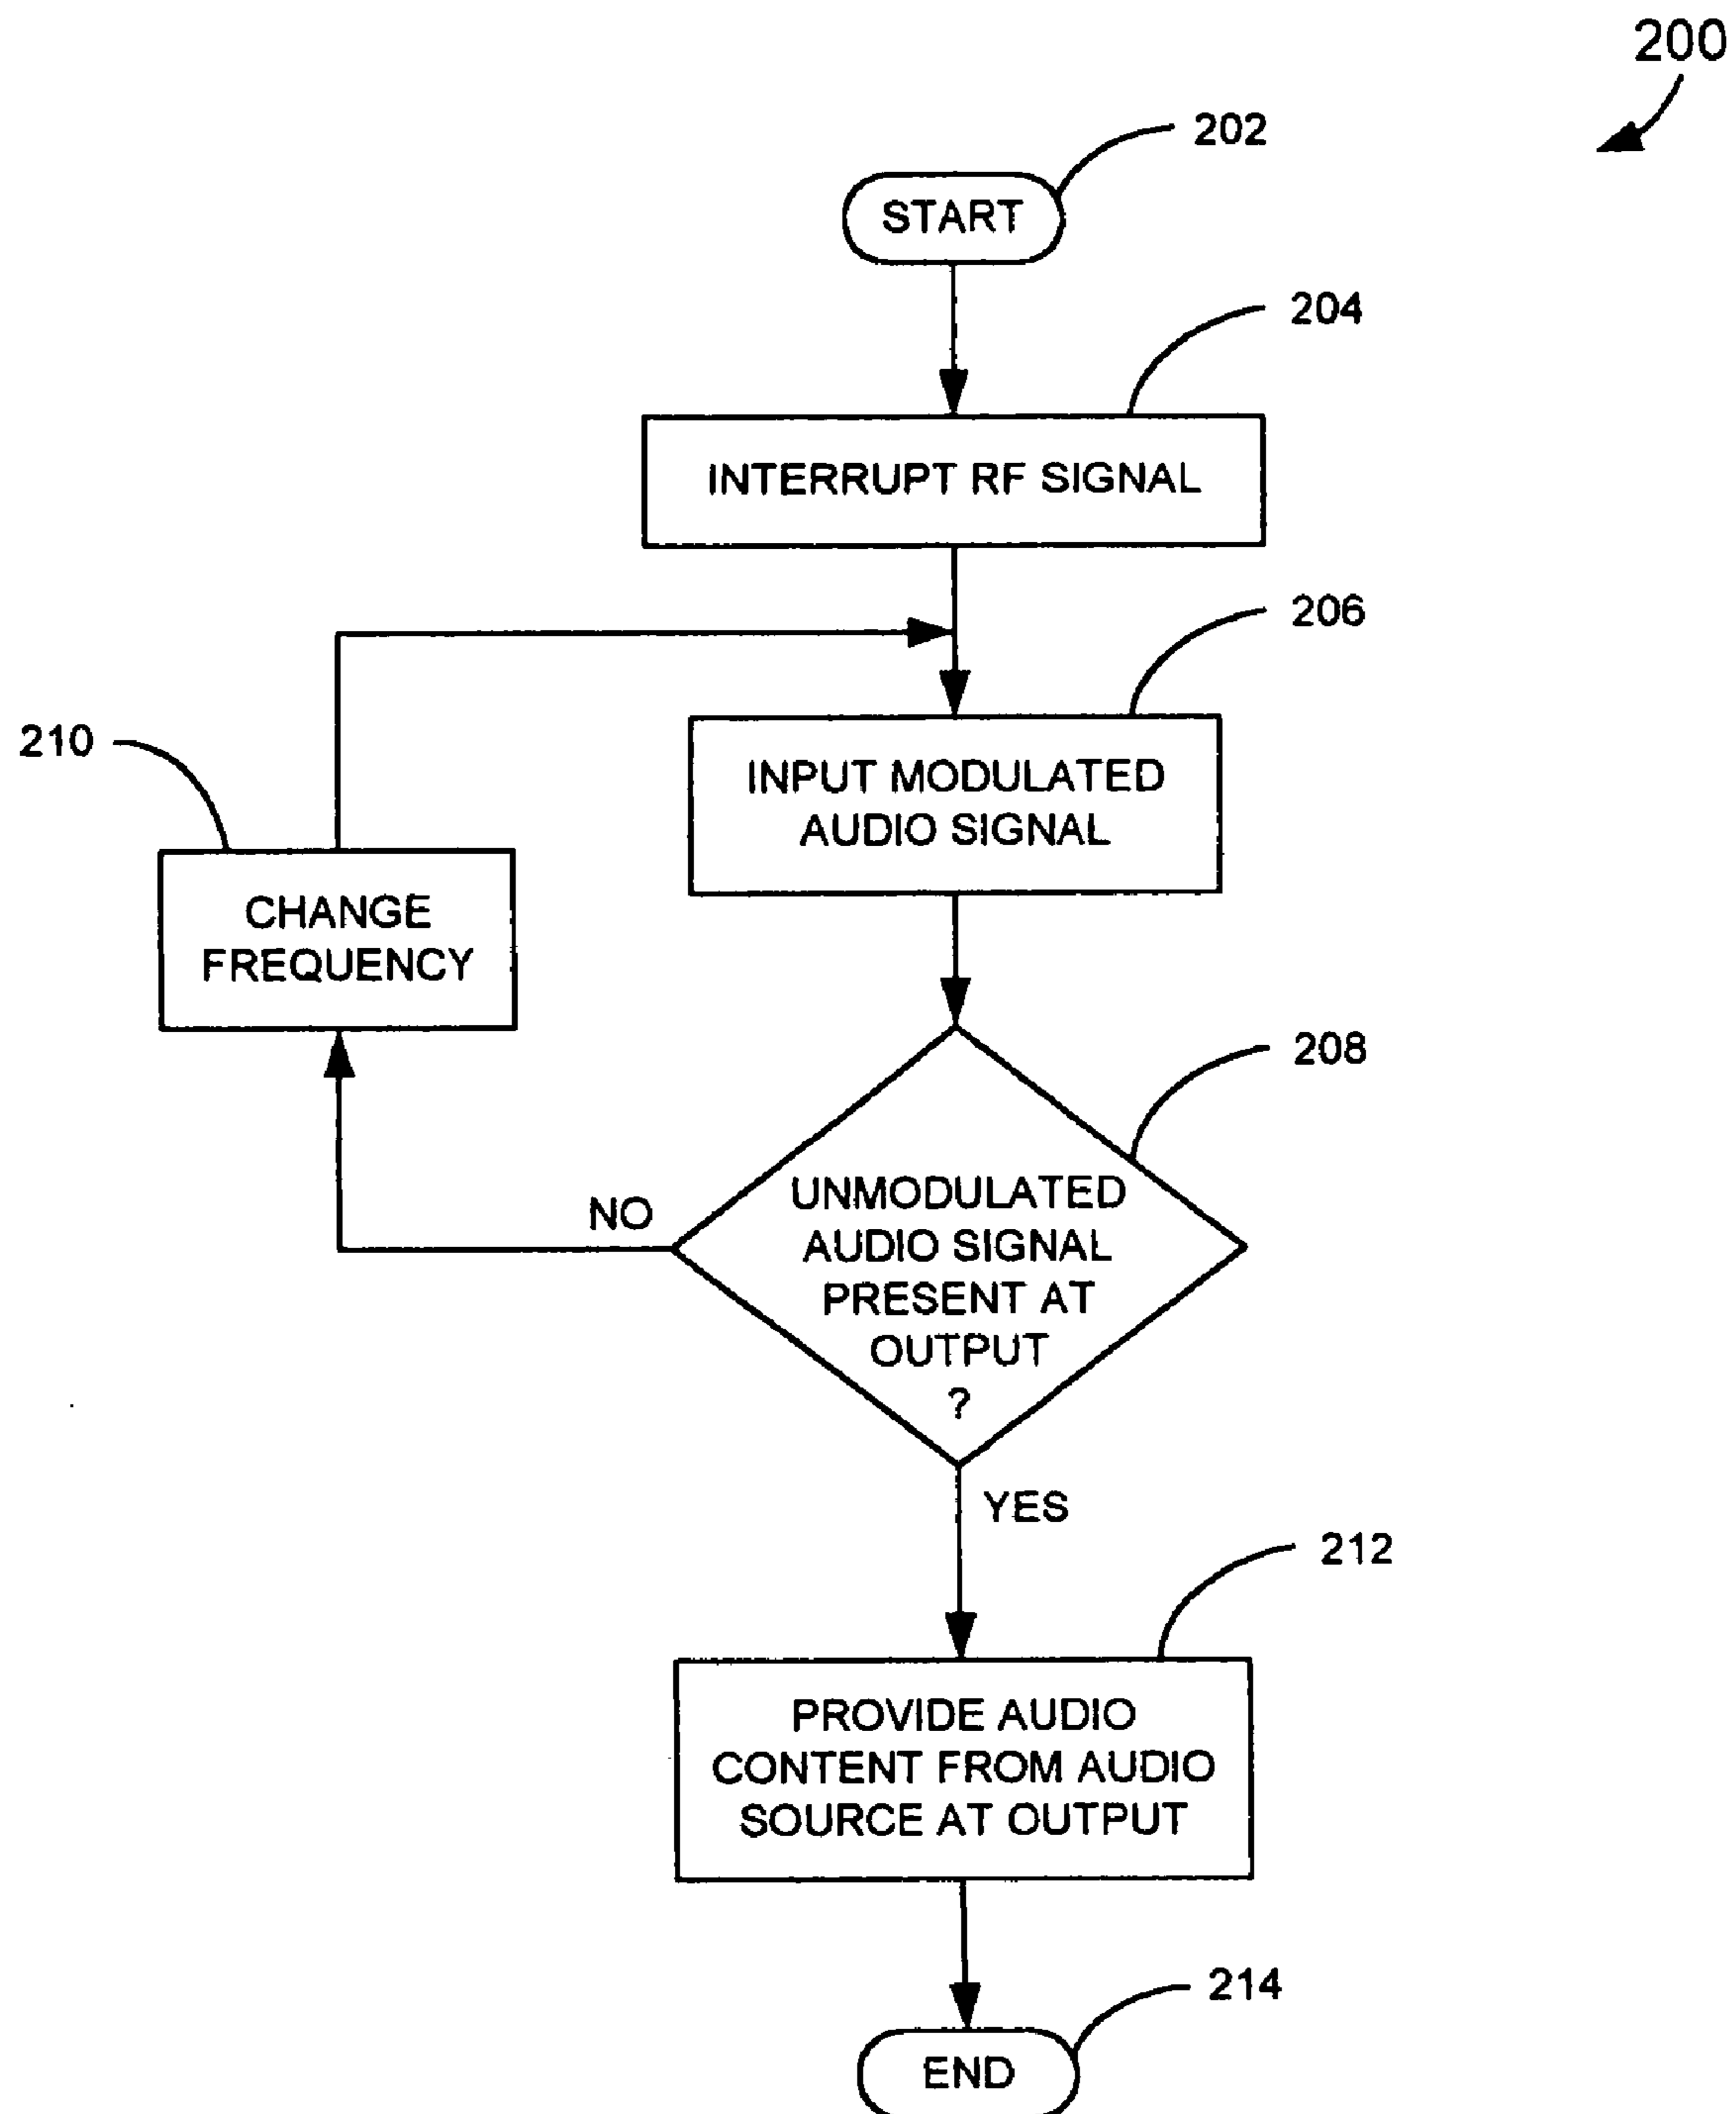 200
202
START
204
INTERRUPT RF SIGNAL
206
INPUT MODULATED
AUDIO SIGNAL
210
CHANGE
FREQUENCY
208
UNMODULATED
AUDIO SIGNAL
PRESENT AT
OUTPUT
?
NO
YES
212
PROVIDE AUDIO
CONTENT FROM AUDIO
SOURCE AT OUTPUT
214
END